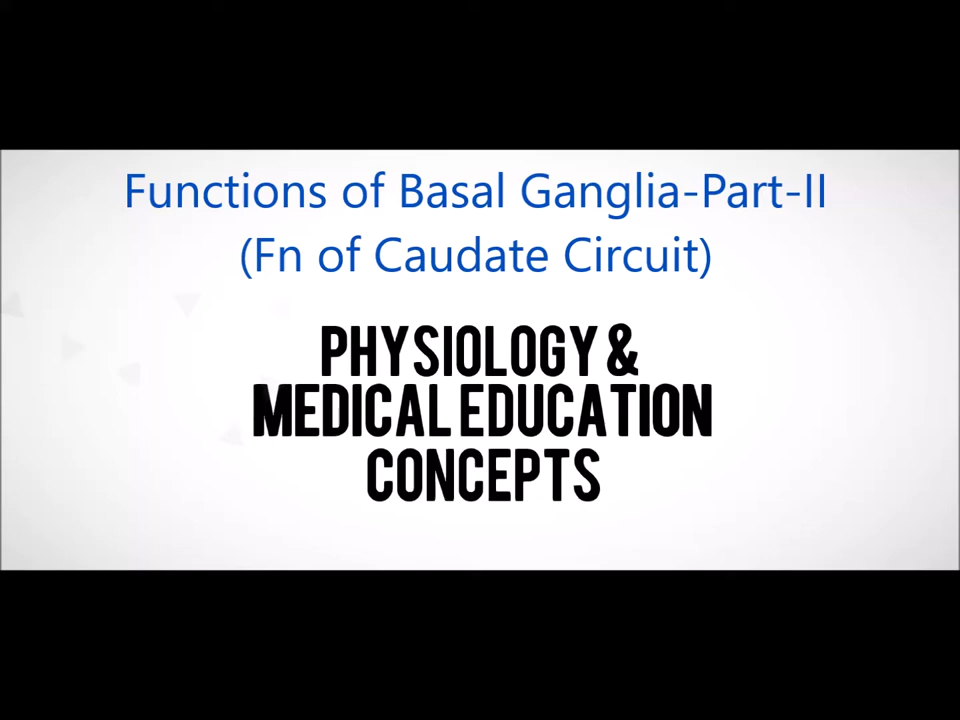 Functions of Basal Ganglia-Part-II
(Fn of Caudate Circuit)
PHYSIOLOGY &
MEDICAL EDUCATION
CONCEPTS